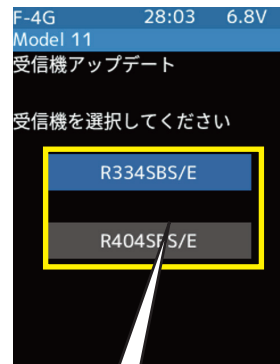 F-4G 28:03 6.8V
Model 11
受信機アップデート
受信機を選択してください
R334SBS/E
R404SBS/E